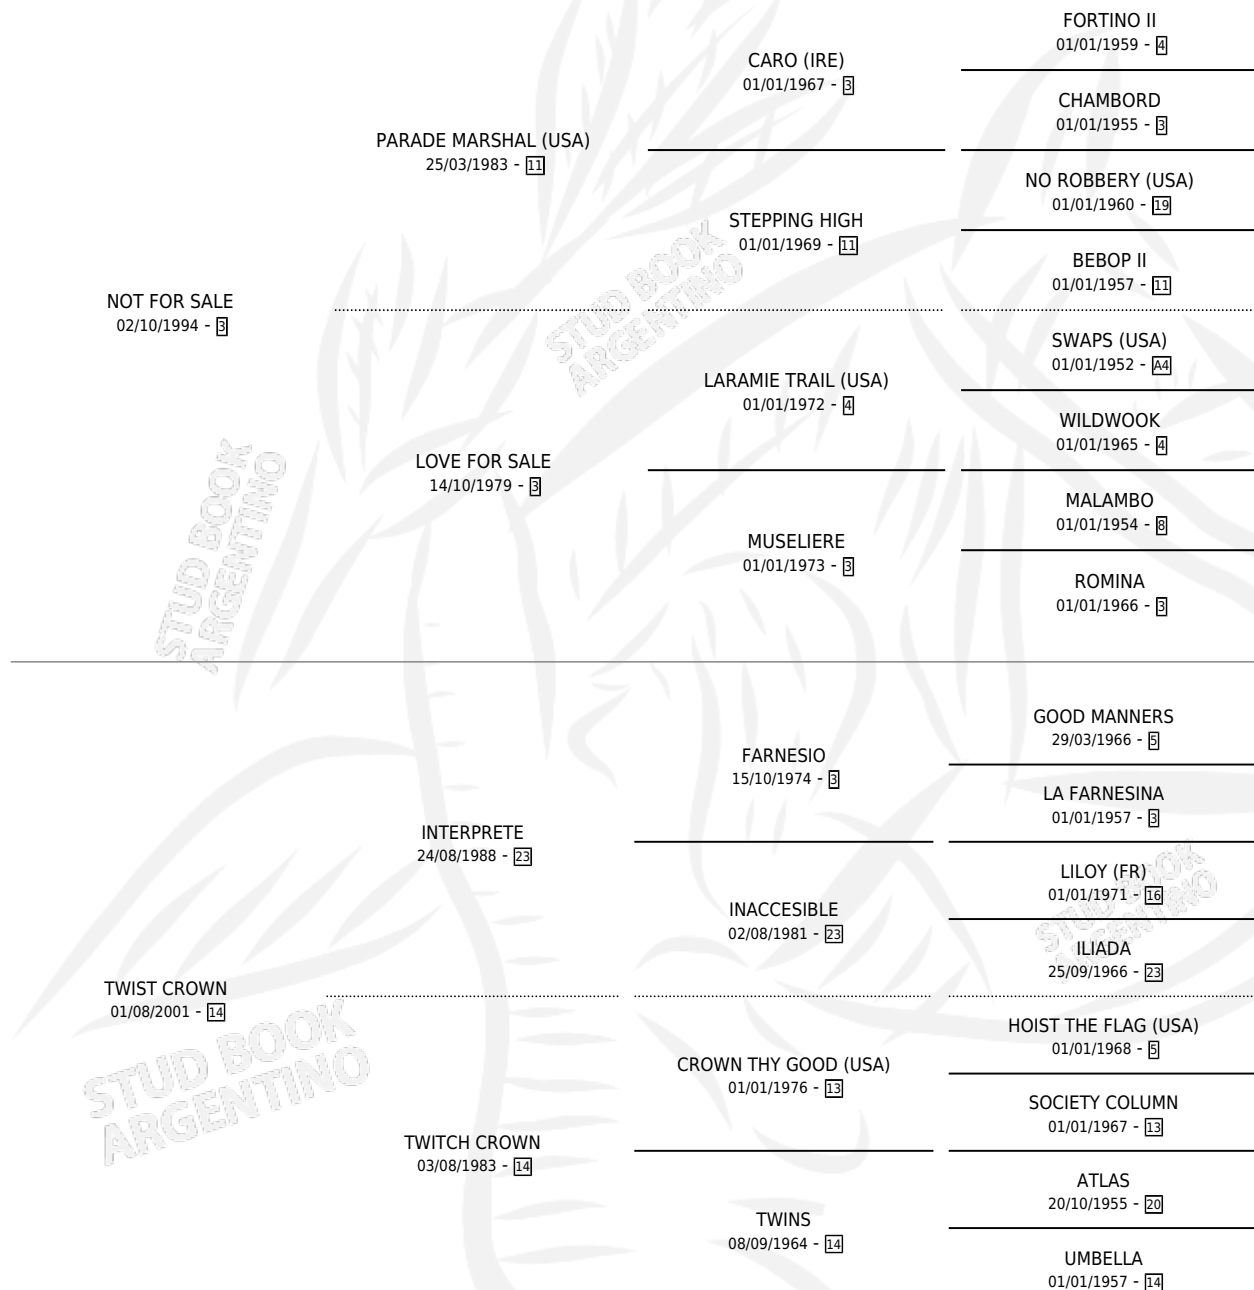 FORTINO II
01/01/1959 - 4
CARO (IRE)
01/01/1967 - 3
CHAMBORD
01/01/1955 - 3
PARADE MARSHAL (USA)
25/03/1983 - 11
NO ROBBERY (USA)
01/01/1960 - 19
STEPPING HIGH
01/01/1969 - 11
BEBOP II
01/01/1957 - 11
NOT FOR SALE
02/10/1994 - 3
STUD BOOK
ARGENTINO
SWAPS (USA)
01/01/1952 - A4
LARAMIE TRAIL (USA)
01/01/1972 - 4
WILDWOOK
01/01/1965 - 4
LOVE FOR SALE
14/10/1979 - 3
MALAMBO
01/01/1954 - 8
MUSELIERE
01/01/1973 - 3
ROMINA
01/01/1966 - 3
STUD BOOK
ARGENTINO
GOOD MANNERS
29/03/1966 - 5
FARNESIO
15/10/1974 - 3
LA FARNESINA
01/01/1957 - 3
INTERPRETE
24/08/1988 - 23
LILOY (FR)
01/01/1971 - 16
INACCESIBLE
02/08/1981 - 23
STUD BOOK
ARGENTINO
ILIADA
25/09/1966 - 23
TWIST CROWN
01/08/2001 - 14
STUD BOOK
ARGENTINO
HOIST THE FLAG (USA)
01/01/1968 - 5
CROWN THY GOOD (USA)
01/01/1976 - 13
SOCIETY COLUMN
01/01/1967 - 13
TWITCH CROWN
03/08/1983 - 14
ATLAS
20/10/1955 - 20
TWINS
08/09/1964 - 14
UMBELLA
01/01/1957 - 14